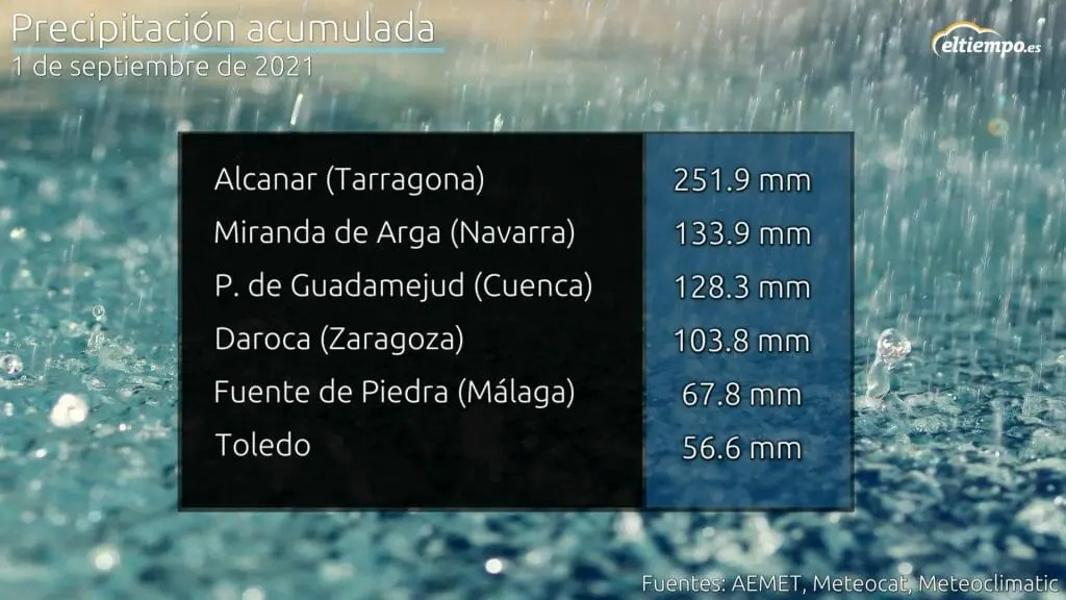 Precipitación acumulada
1 de septiembre de 2021
eltiempo.es
Alcanar (Tarragona) 251.9 mm
Miranda de Arga (Navarra) 133.9 mm
P. de Guadamejud (Cuenca) 128.3 mm
Daroca (Zaragoza) 103.8 mm
Fuente de Piedra (Málaga) 67.8 mm
Toledo 56.6 mm
Fuentes: AEMET, Meteocat, Meteoclimatic